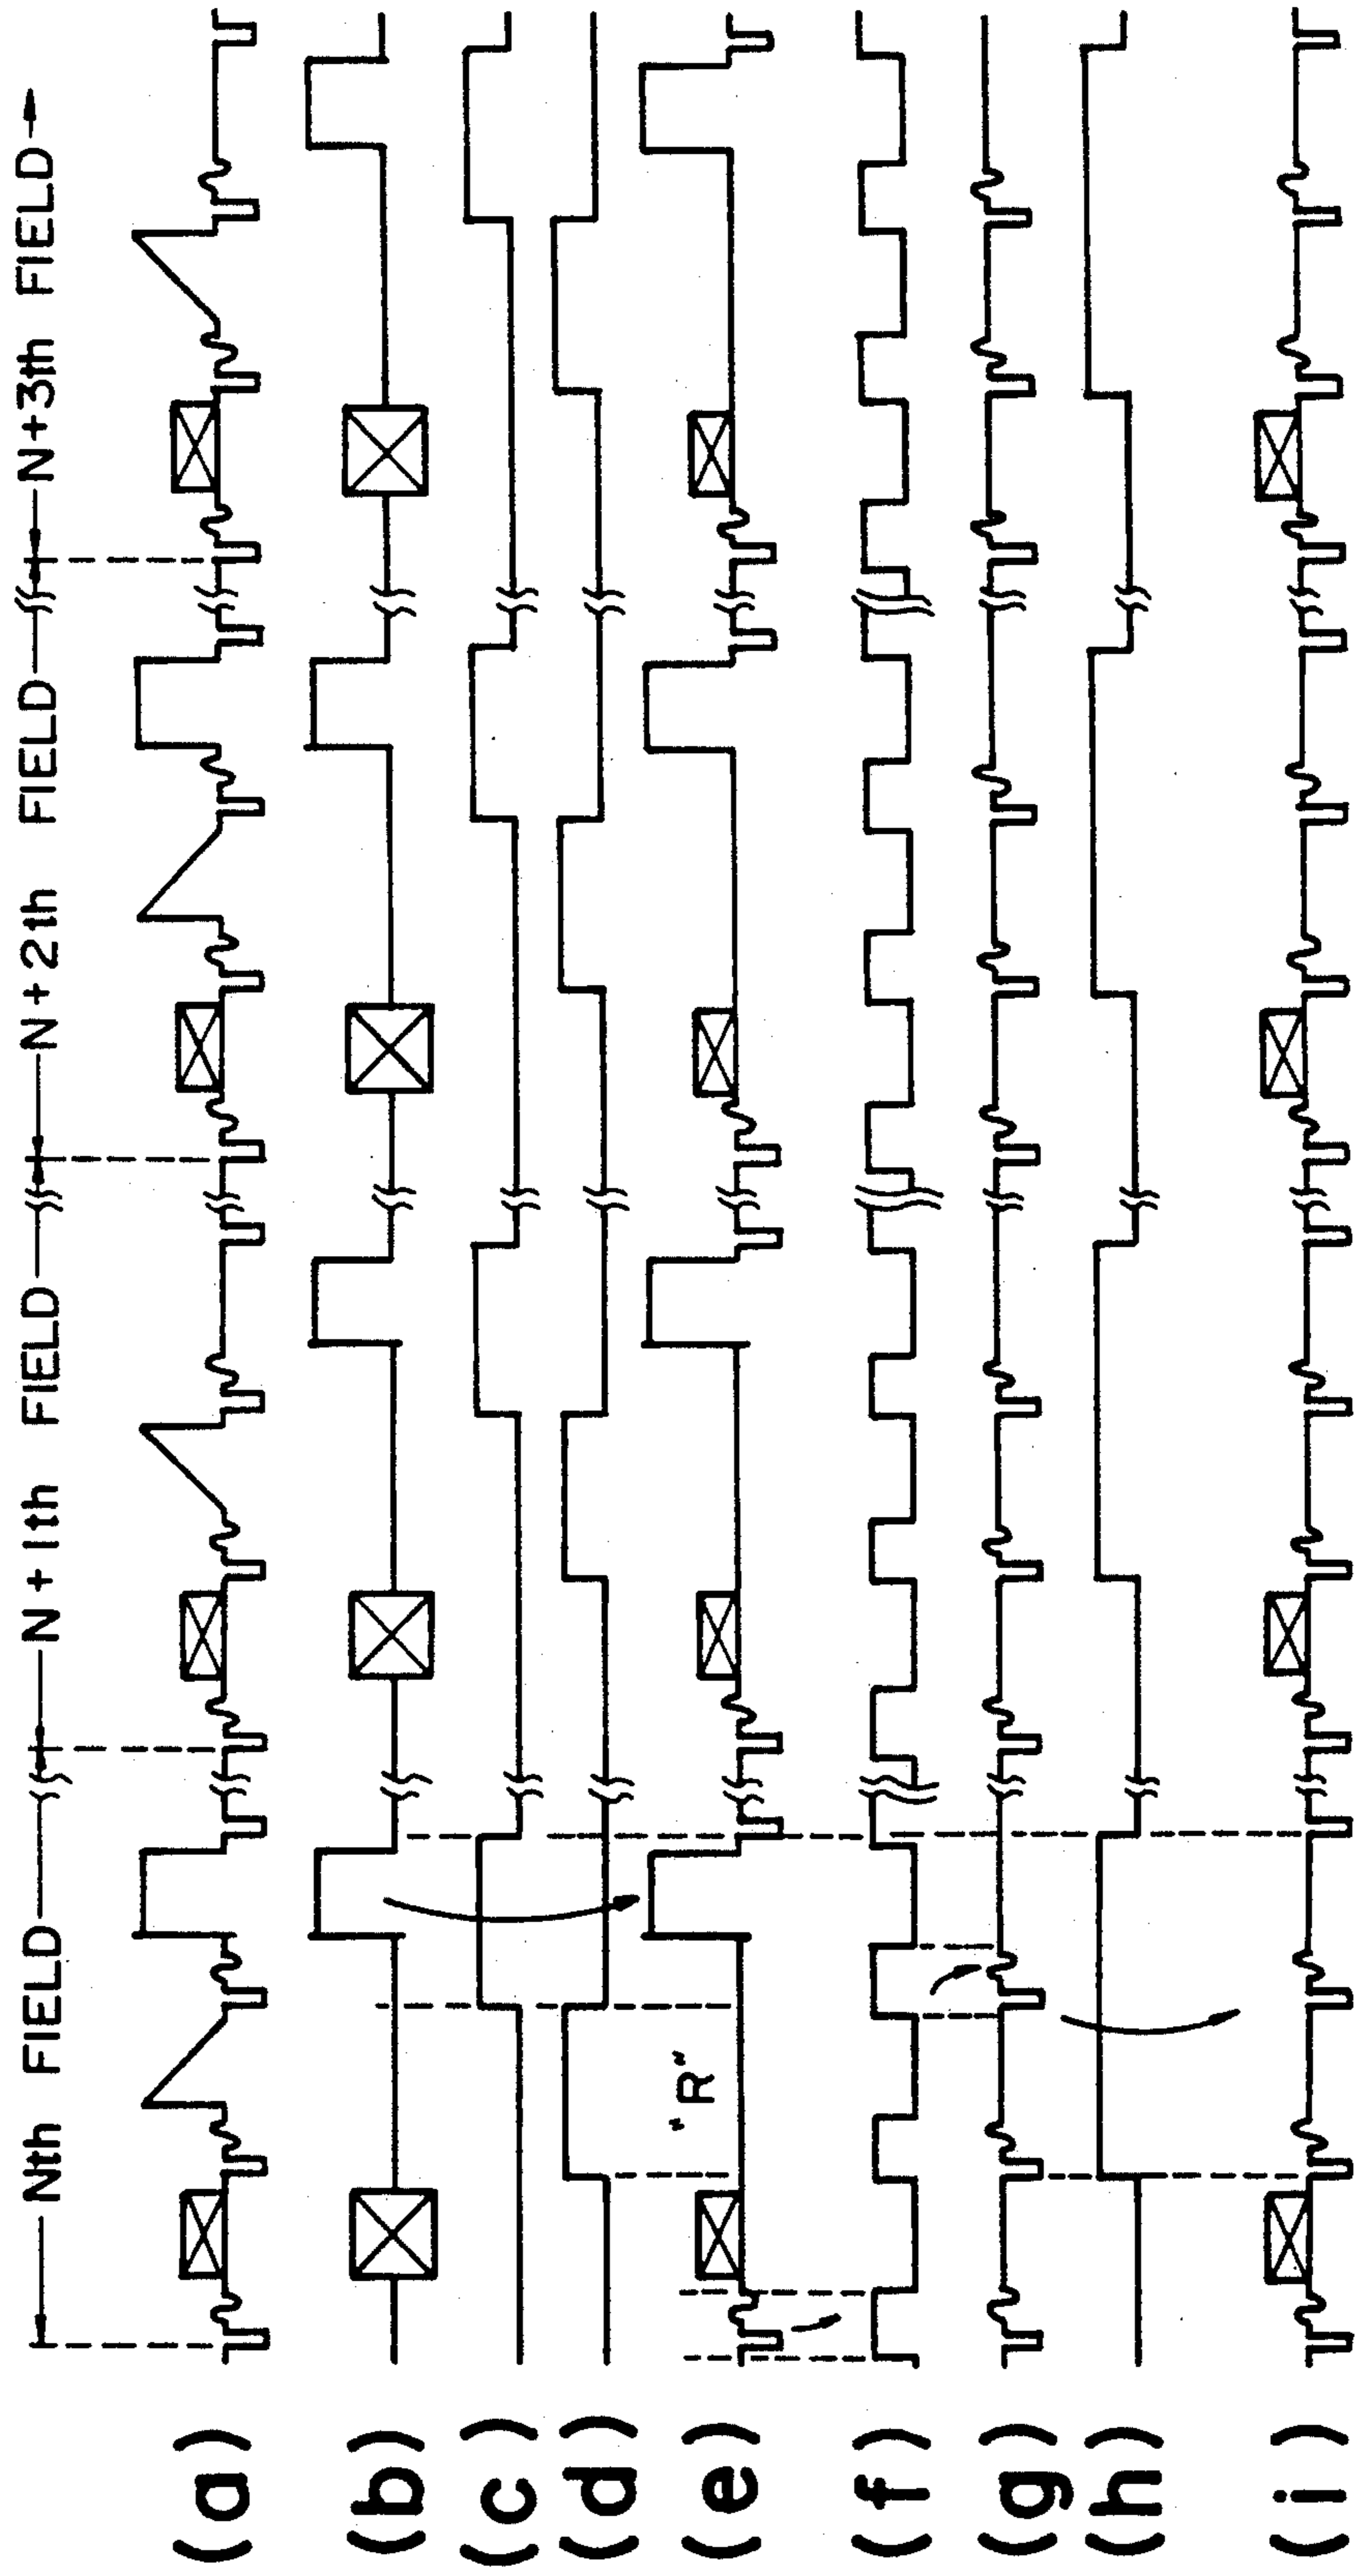 Nth FIELD N+1th FIELD N+2th FIELD N+3th FIELD
(a)
(b)
(c)
(d)
(e)
"R"
(f)
(g)
(h)
(i)